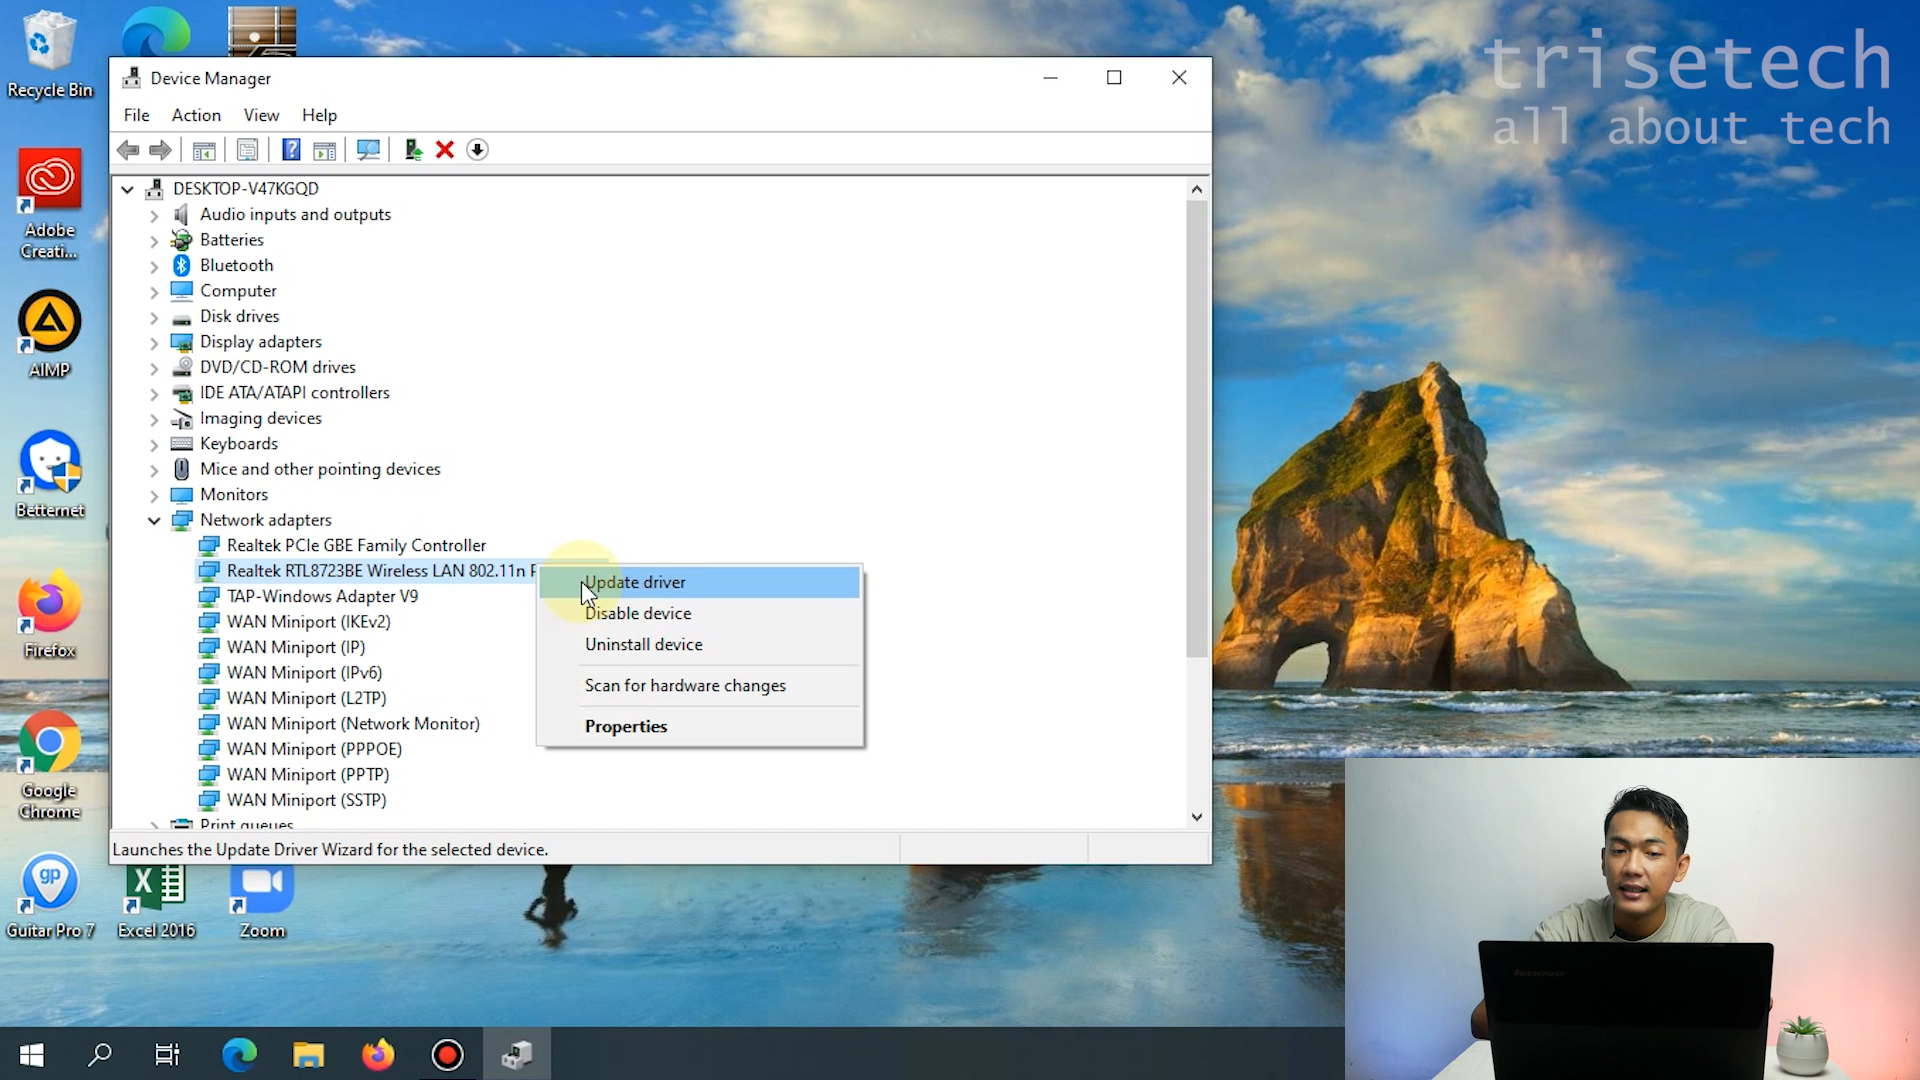 trisetech
all about tech
Recycle Bin
Device Manager
File Action View Help
DESKTOP-V47KGQD
Audio inputs and outputs
Batteries
Bluetooth
Computer
Disk drives
Display adapters
DVD/CD-ROM drives
IDE ATA/ATAPI controllers
Imaging devices
Keyboards
Mice and other pointing devices
Monitors
Network adapters
Realtek PCIe GBE Family Controller
Realtek RTL8723BE Wireless LAN 802.11n P
TAP-Windows Adapter V9
WAN Miniport (IKEv2)
WAN Miniport (IP)
WAN Miniport (IPv6)
WAN Miniport (L2TP)
WAN Miniport (Network Monitor)
WAN Miniport (PPPOE)
WAN Miniport (PPTP)
WAN Miniport (SSTP)
Print queues
Update driver
Disable device
Uninstall device
Scan for hardware changes
Properties
Launches the Update Driver Wizard for the selected device.
Adobe
Creati...
AIMP
Betternet
Firefox
Google
Chrome
gp
Guitar Pro 7
X
Excel 2016
Zoom
lenovo